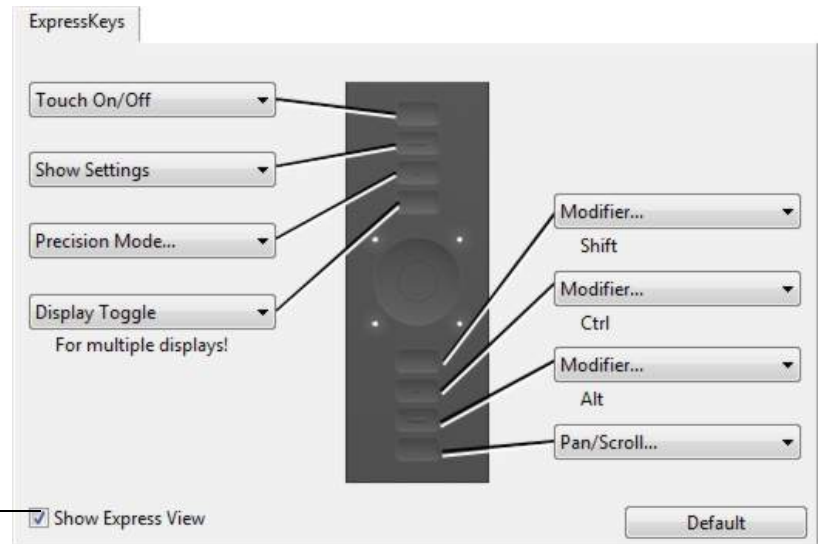 ExpressKeys
Touch On/Off
Show Settings
Precision Mode...
Display Toggle
For multiple displays!
Modifier...
Shift
Modifier...
Ctrl
Modifier...
Alt
Pan/Scroll...
Show Express View
Default